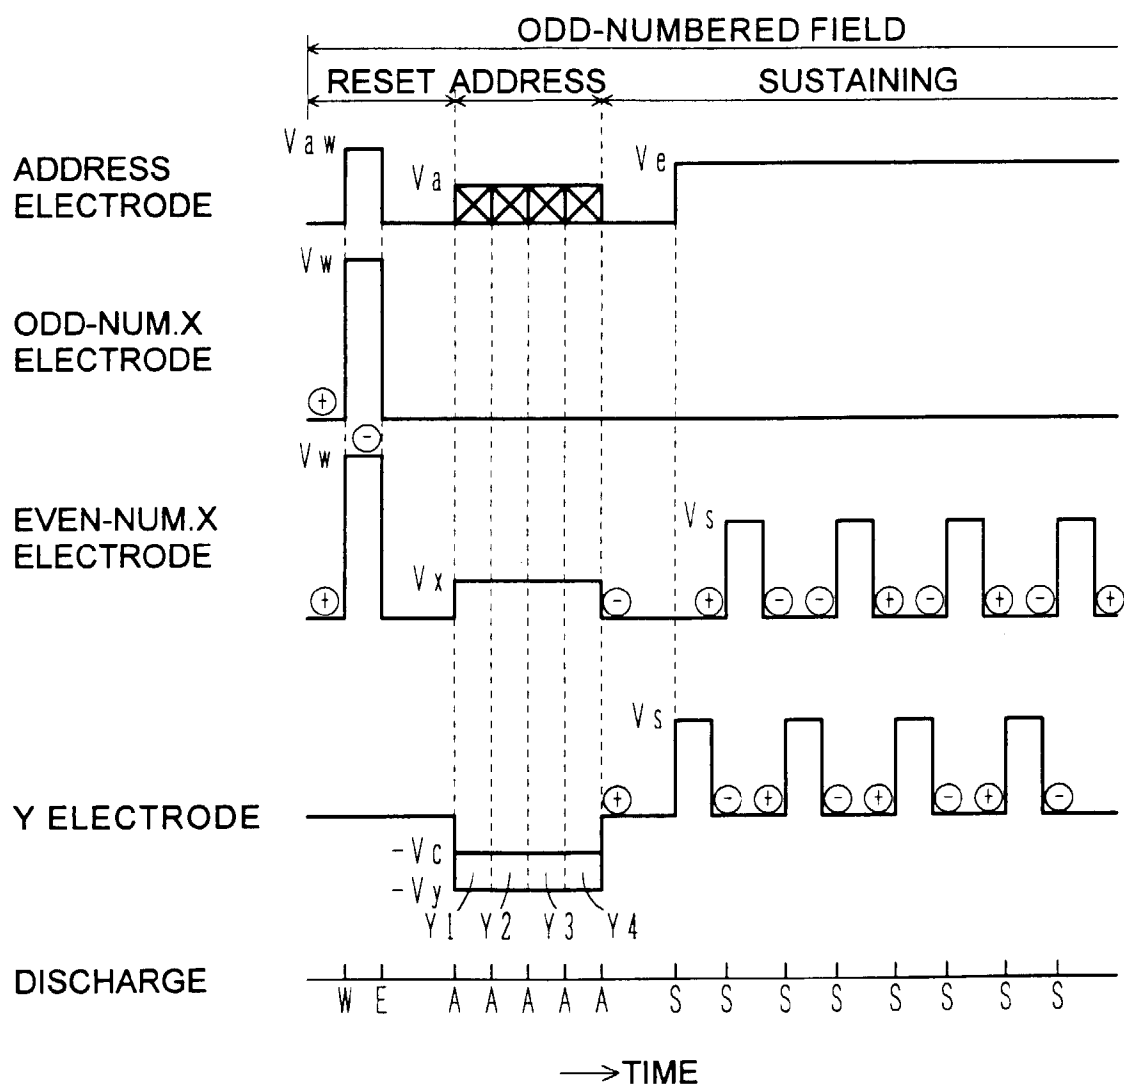 ODD-NUMBERED FIELD
RESET ADDRESS SUSTAINING
Vaw
Va
Ve
ADDRESS
ELECTRODE
Vw
ODD-NUM.X
ELECTRODE
+
-
Vw
EVEN-NUM.X
ELECTRODE
Vs
Vx
+ - + - - + - + - +
Vs
Y ELECTRODE
+ - + - + - + -
-Vc
-Vy
Y1 Y2 Y3 Y4
DISCHARGE
W E A A A A A S S S S S S S S
→TIME